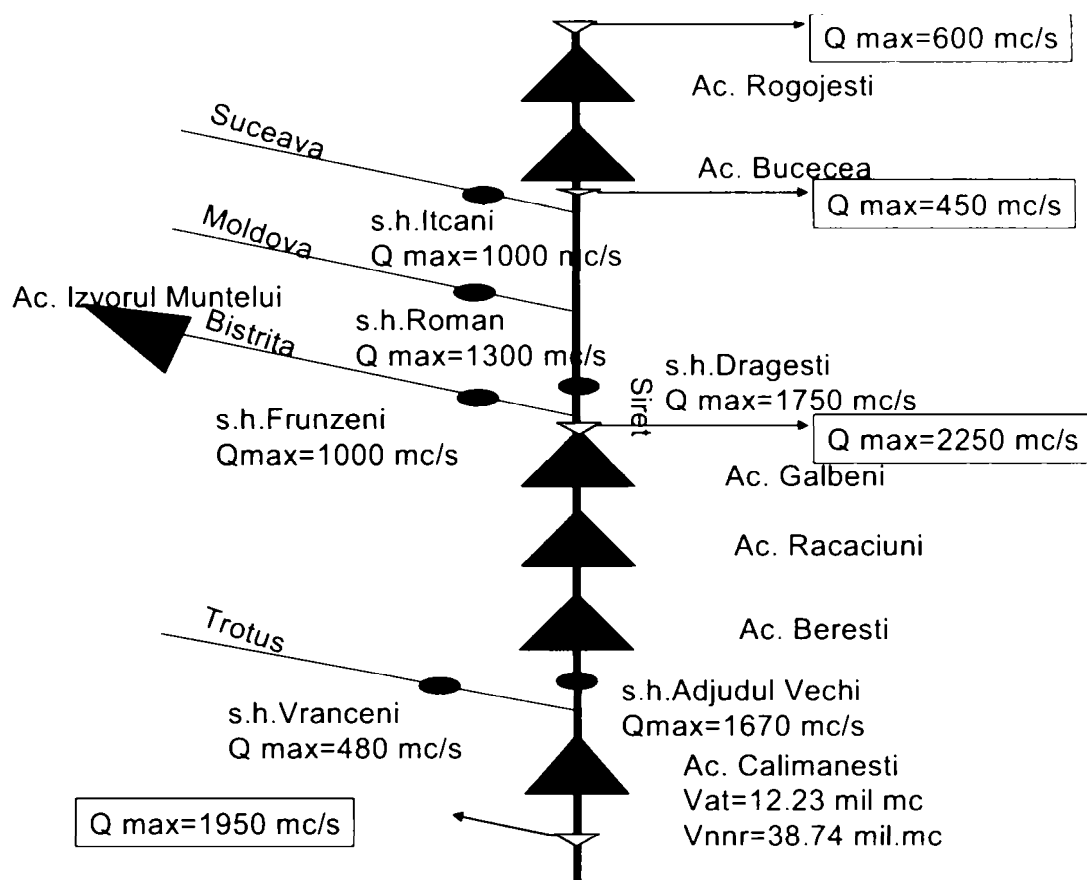 Q max=600 mc/s
Ac. Rogojesti
Suceava
Ac. Bucecea
Q max=450 mc/s
s.h.Itcani
Q max=1000 mc/s
Moldova
Ac. Izvorul Muntelui
Bistrita
s.h.Roman
Q max=1300 mc/s
s.h.Dragesti
Q max=1750 mc/s
Siret
s.h.Frunzeni
Qmax=1000 mc/s
Q max=2250 mc/s
Ac. Galbeni
Ac. Racaciuni
Ac. Beresti
Trotus
s.h.Adjudul Vechi
Qmax=1670 mc/s
s.h.Vranceni
Q max=480 mc/s
Ac. Calimanesti
Vat=12.23 mil mc
Vnnr=38.74 mil.mc
Q max=1950 mc/s